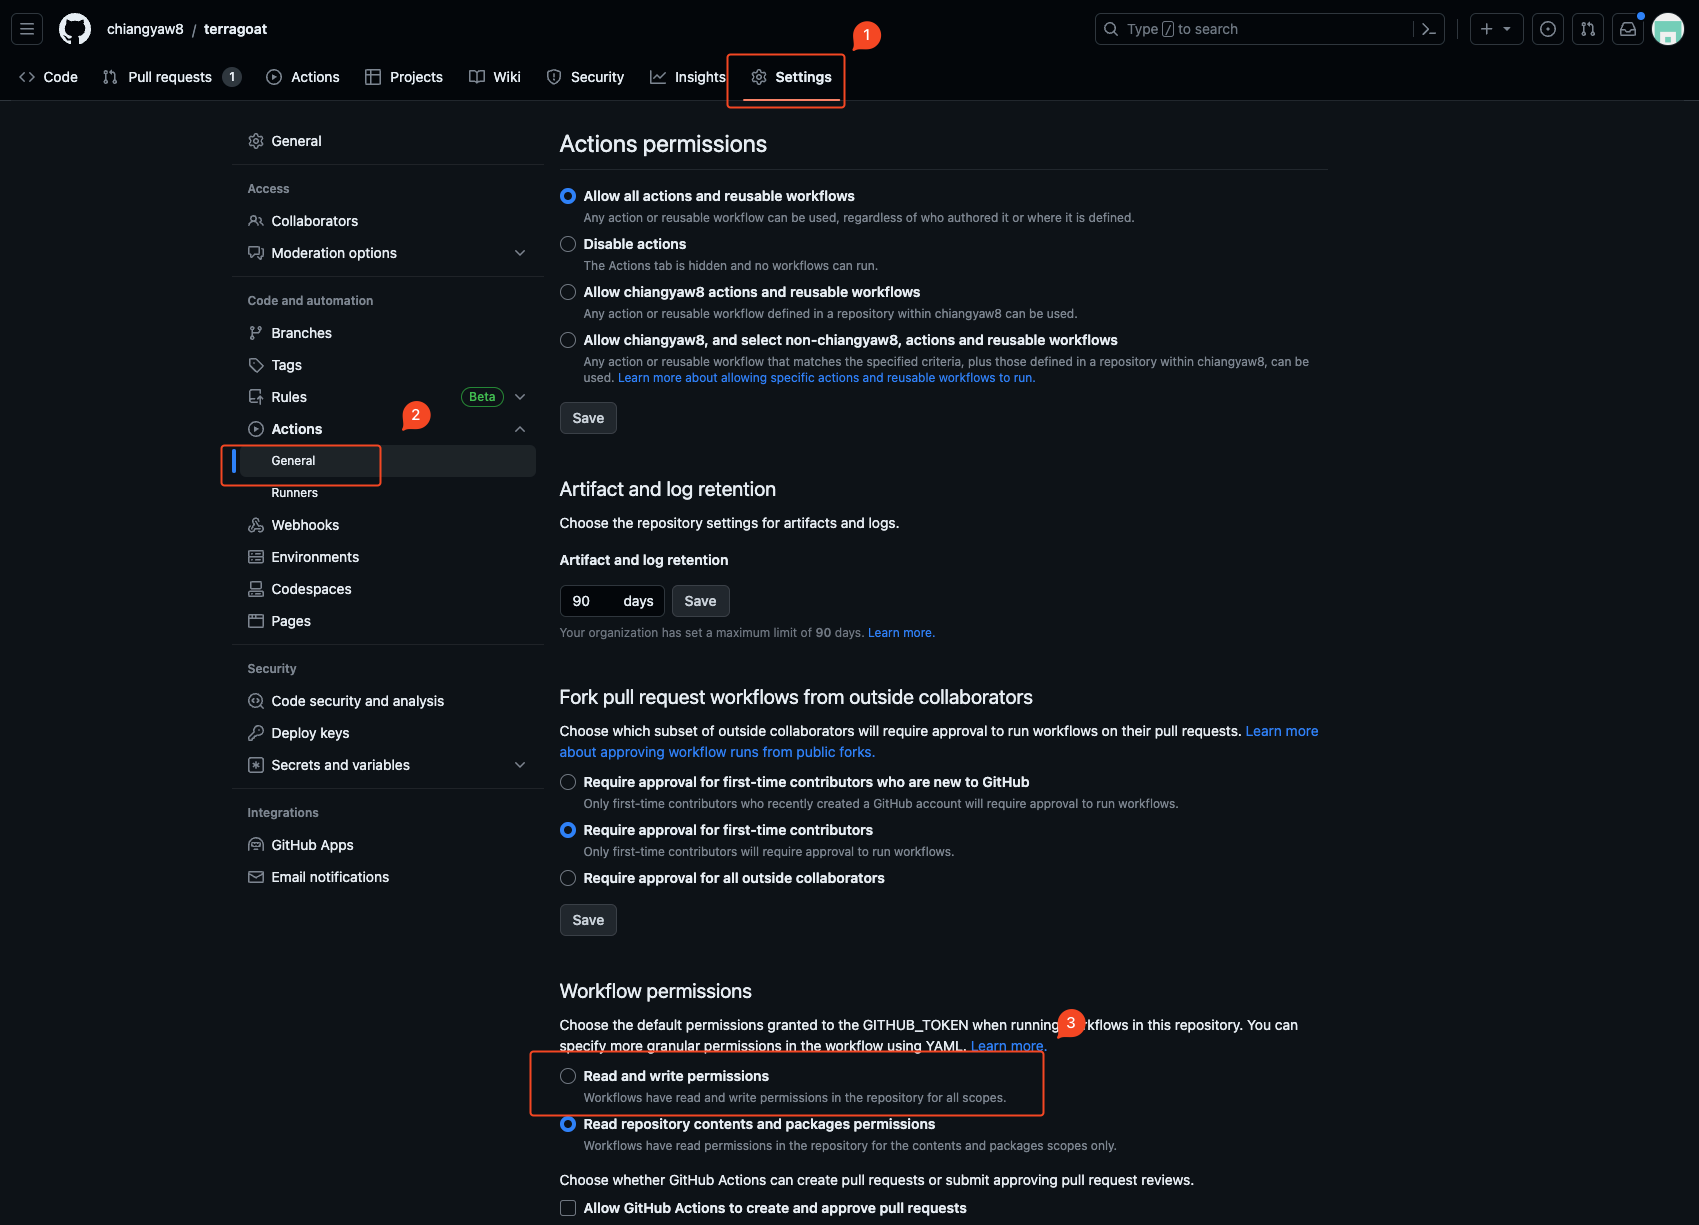 chiangyaw8 / terragoat
Type / to search
1
Code
Pull requests 1
Actions
Projects
Wiki
Security
Insights
Settings
General
Access
Collaborators
Moderation options
Code and automation
Branches
Tags
Rules
Beta
2
Actions
General
Runners
Webhooks
Environments
Codespaces
Pages
Security
Code security and analysis
Deploy keys
Secrets and variables
Integrations
GitHub Apps
Email notifications
Actions permissions
Allow all actions and reusable workflows
Any action or reusable workflow can be used, regardless of who authored it or where it is defined.
Disable actions
The Actions tab is hidden and no workflows can run.
Allow chiangyaw8 actions and reusable workflows
Any action or reusable workflow defined in a repository within chiangyaw8 can be used.
Allow chiangyaw8, and select non-chiangyaw8, actions and reusable workflows
Any action or reusable workflow that matches the specified criteria, plus those defined in a repository within chiangyaw8, can be
used. Learn more about allowing specific actions and reusable workflows to run.
Save
Artifact and log retention
Choose the repository settings for artifacts and logs.
Artifact and log retention
90 days
Save
Your organization has set a maximum limit of 90 days. Learn more.
Fork pull request workflows from outside collaborators
Choose which subset of outside collaborators will require approval to run workflows on their pull requests. Learn more
about approving workflow runs from public forks.
Require approval for first-time contributors who are new to GitHub
Only first-time contributors who recently created a GitHub account will require approval to run workflows.
Require approval for first-time contributors
Only first-time contributors will require approval to run workflows.
Require approval for all outside collaborators
Save
Workflow permissions
3
Choose the default permissions granted to the GITHUB_TOKEN when running rkflows in this repository. You can
specify more granular permissions in the workflow using YAML. Learn more.
Read and write permissions
Workflows have read and write permissions in the repository for all scopes.
Read repository contents and packages permissions
Workflows have read permissions in the repository for the contents and packages scopes only.
Choose whether GitHub Actions can create pull requests or submit approving pull request reviews.
Allow GitHub Actions to create and approve pull requests